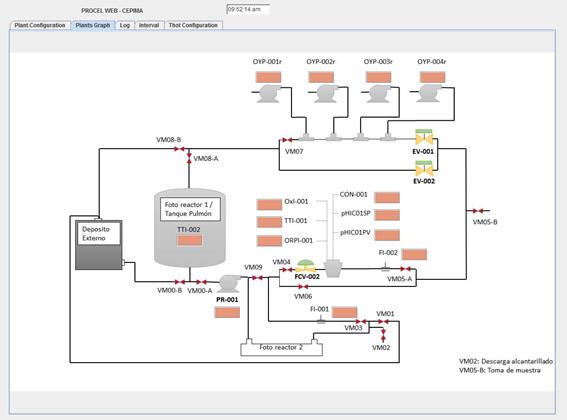 PROCEL WEB - CEPIMA
09:52:14 am
Plant Configuration
Plants Graph
Log
Interval
Thot Configuration
OYP-001r
OYP-002r
OYP-003r
OYP-004r
VM08-B
VM08-A
VM07
EV-001
EV-002
Foto reactor 1 /
Tanque Pulmón
TTI-002
OxI-001
TTI-001
ORPI-001
CON-001
pHIC01SP
pHIC01PV
VM05-B
Deposito
Externo
FI-002
VM04
FCV-002
VM09
VM06
VM05-A
VM00-B
VM00-A
PR-001
FI-001
VM01
VM03
VM02
Foto reactor 2
VM02: Descarga alcantarillado
VM05-B: Toma de muestra